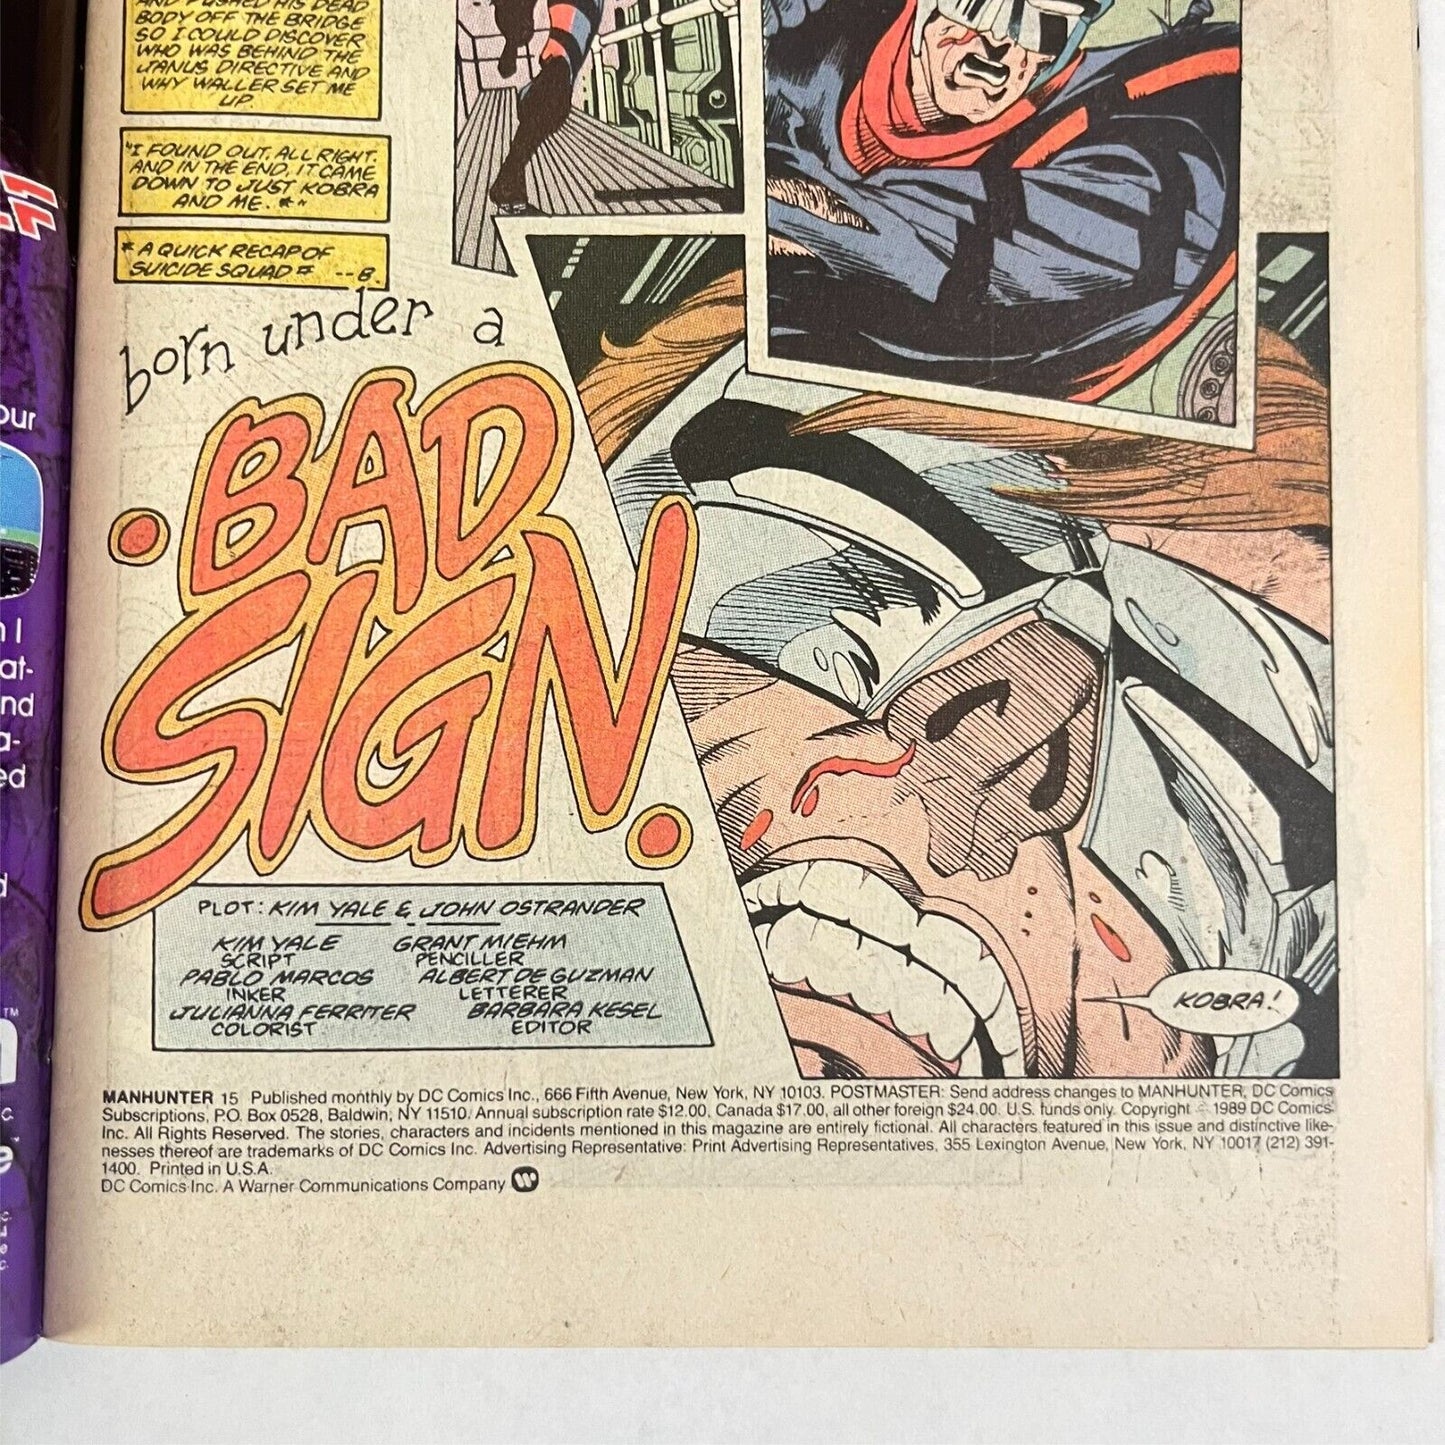 AND PUSHED HIS DEAD
BODY OFF THE BRIDGE
SO I COULD DISCOVER
WHO WAS BEHIND THE
JANUS DIRECTIVE AND
WHY WALLER SET ME
UP.
"I FOUND OUT, ALL RIGHT.
AND IN THE END, IT CAME
DOWN TO JUST KOBRA
AND ME. *"
* A QUICK RECAP OF
SUICIDE SQUAD # --B.
born under a
BAD
SIGN
PLOT: KIM YALE & JOHN OSTRANDER
KIM YALE GRANT MIEHM
SCRIPT PENCILLER
PABLO MARCOS ALBERT DE GUZMAN
INKER LETTERER
JULIANNA FERRITER BARBARA KESEL
COLORIST EDITOR
KOBRA!
MANHUNTER 15 Published monthly by DC Comics Inc., 666 Fifth Avenue, New York, NY 10103. POSTMASTER: Send address changes to MANHUNTER, DC Comics
Subscriptions, P.O. Box 0528, Baldwin, NY 11510. Annual subscription rate $12.00, Canada $17.00, all other foreign $24.00. U.S. funds only. Copyright © 1989 DC Comics
Inc. All Rights Reserved. The stories, characters and incidents mentioned in this magazine are entirely fictional. All characters featured in this issue and distinctive like-
nesses thereof are trademarks of DC Comics Inc. Advertising Representative: Print Advertising Representatives, 355 Lexington Avenue, New York, NY 10017 (212) 391-
1400. Printed in U.S.A.
DC Comics Inc. A Warner Communications Company